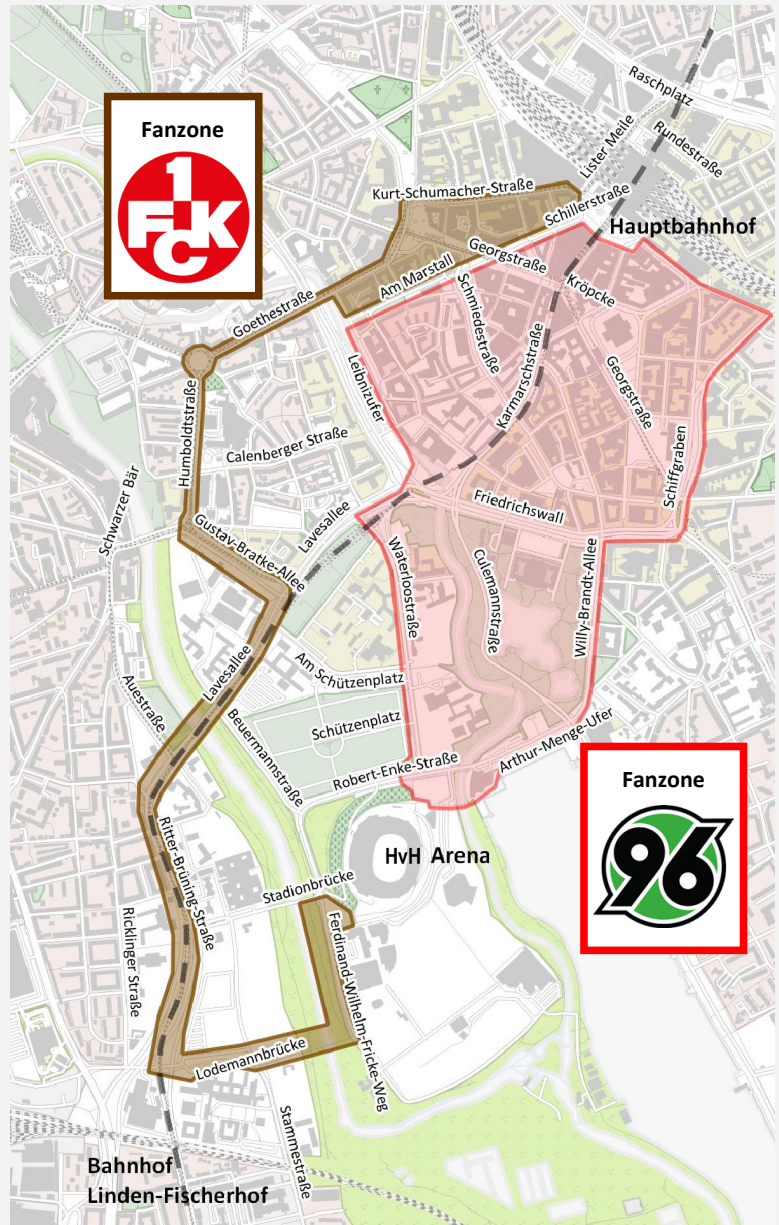 Raschplatz
Fanzone
1
FCK
Lister Meile
Rundestraße
Kurt-Schumacher-Straße
Schillerstraße
Hauptbahnhof
Georgstraße
Am Marstall
Kröpcke
Schmiedestraße
Goethestraße
Leibnizufer
Karmarschstraße
Georgstraße
Humboldtstraße
Calenberger Straße
Schiffgraben
Schwarzer Bär
Friedrichswall
Lavesallee
Gustav-Bratke-Allee
Waterloostraße
Culemannstraße
Willy-Brandt-Allee
Lavesallee
Am Schützenplatz
Auestraße
Beuermannstraße
Schützenplatz
Arthur-Menge-Ufer
Robert-Enke-Straße
Fanzone
96
HvH Arena
Ritter-Brüning-Straße
Stadionbrücke
Ricklinger Straße
Ferdinand-Wilhelm-Fricke-Weg
Lodemannbrücke
Stammestraße
Bahnhof
Linden-Fischerhof